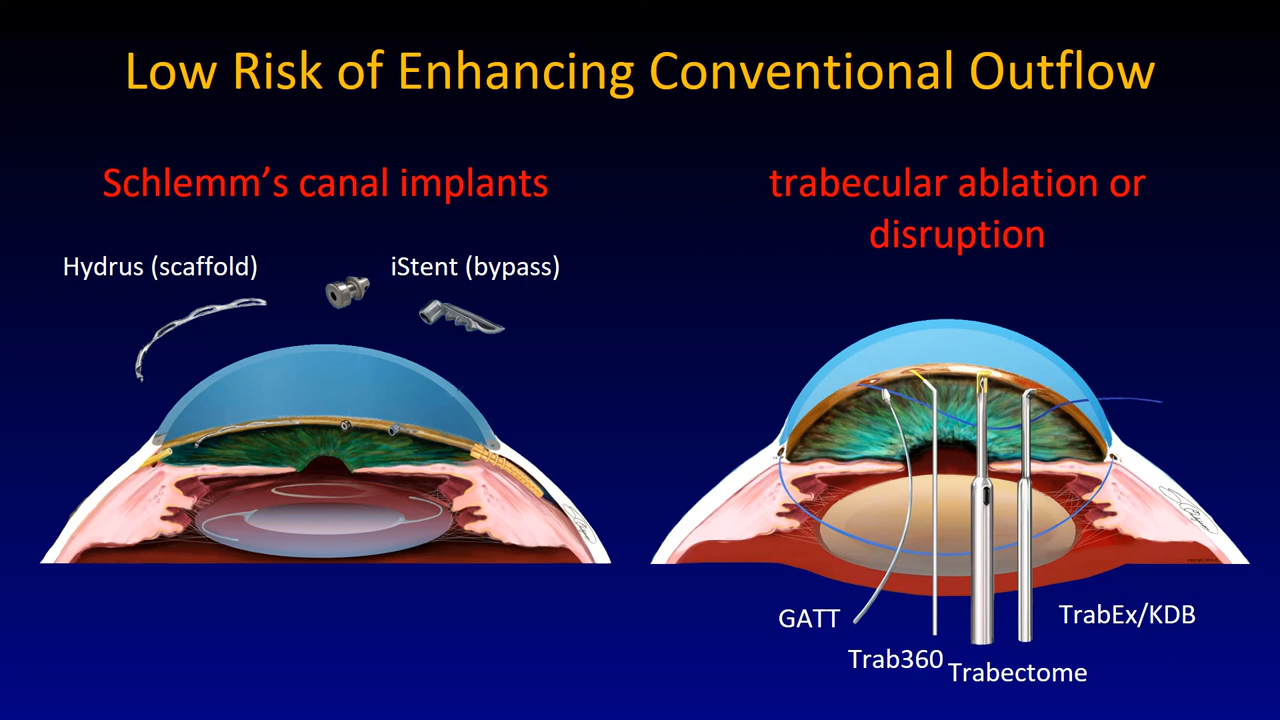 Low Risk of Enhancing Conventional Outflow
Schlemm’s canal implants
trabecular ablation or
disruption
Hydrus (scaffold)
iStent (bypass)
GATT
Trab360
Trabectome
TrabEx/KDB